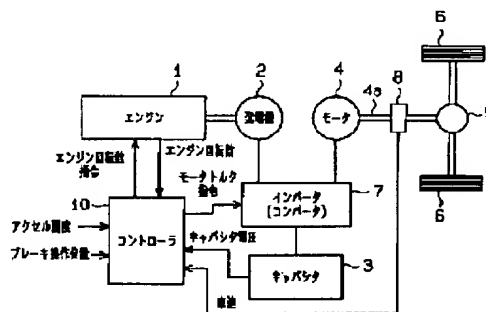 6
1
2
4
4a
8
5
エンジン
発電機
モータ
エンジン回転数
指令
エンジン回転数
モータトルク
指令
7
インバータ
(コンバータ)
10
アクセル開度
コントローラ
キャパシタ電圧
ブレーキ操作力量
キャパシタ
3
車速
6